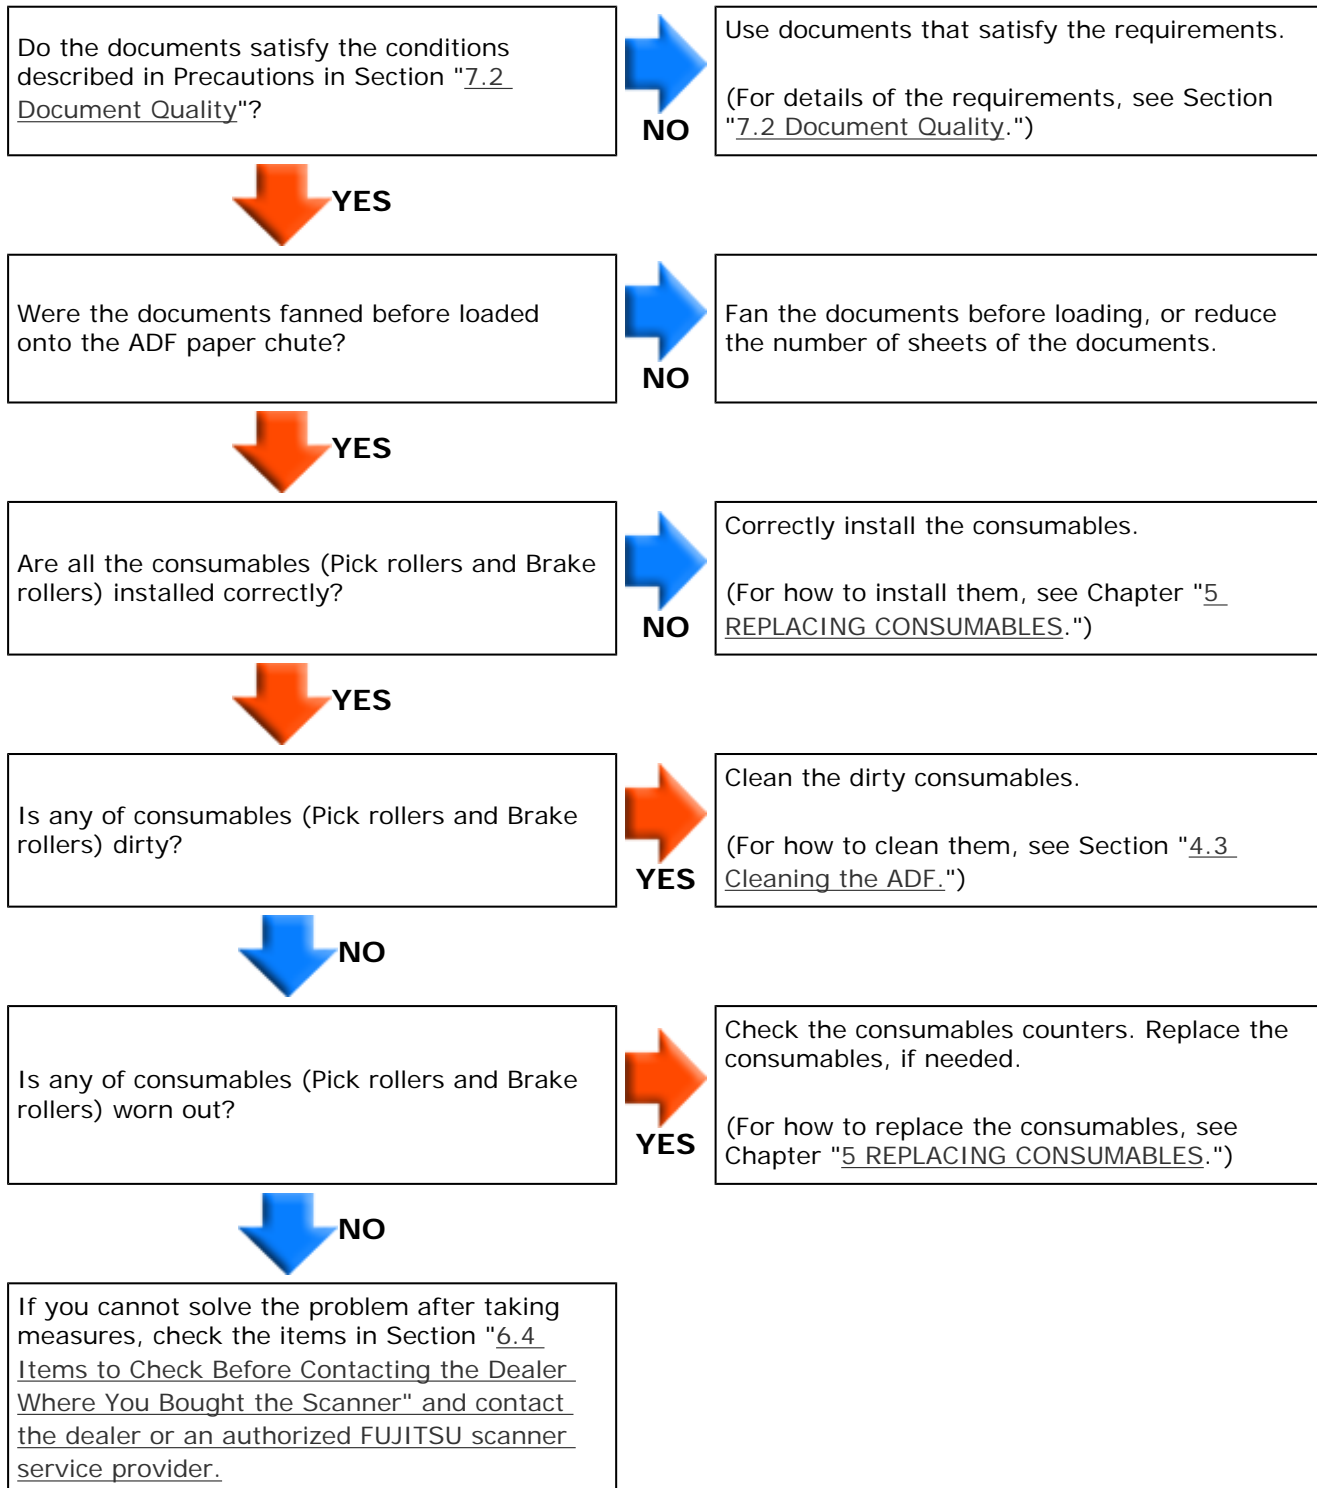 Do the documents satisfy the conditions
described in Precautions in Section "7.2
Document Quality"?
NO
Use documents that satisfy the requirements.
(For details of the requirements, see Section
"7.2 Document Quality.")
YES
Were the documents fanned before loaded
onto the ADF paper chute?
NO
Fan the documents before loading, or reduce
the number of sheets of the documents.
YES
Are all the consumables (Pick rollers and Brake
rollers) installed correctly?
NO
Correctly install the consumables.
(For how to install them, see Chapter "5
REPLACING CONSUMABLES.")
YES
Is any of consumables (Pick rollers and Brake
rollers) dirty?
YES
Clean the dirty consumables.
(For how to clean them, see Section "4.3
Cleaning the ADF.")
NO
Is any of consumables (Pick rollers and Brake
rollers) worn out?
YES
Check the consumables counters. Replace the
consumables, if needed.
(For how to replace the consumables, see
Chapter "5 REPLACING CONSUMABLES.")
NO
If you cannot solve the problem after taking
measures, check the items in Section "6.4
Items to Check Before Contacting the Dealer
Where You Bought the Scanner" and contact
the dealer or an authorized FUJITSU scanner
service provider.